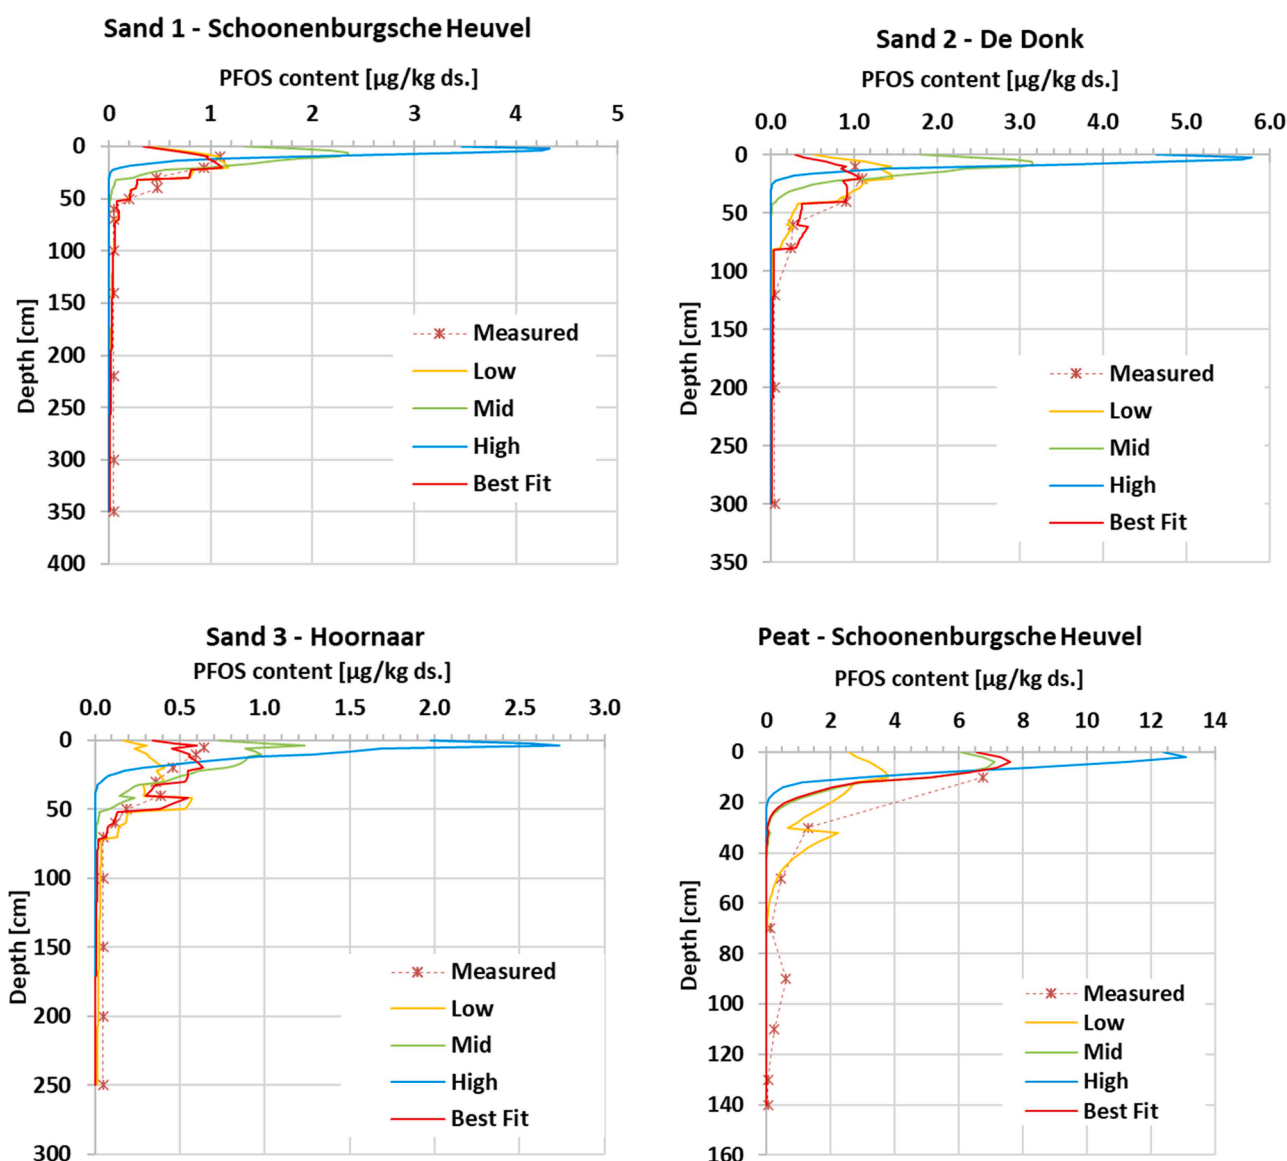 Sand 1 - Schoonenburgsche Heuvel
PFOS content [µg/kg ds.]
0 1 2 3 4 5
0
50
100
150
200
250
300
350
400
Depth [cm]
Measured
Low
Mid
High
Best Fit
Sand 2 - De Donk
PFOS content [µg/kg ds.]
0.0 1.0 2.0 3.0 4.0 5.0 6.0
0
50
100
150
200
250
300
350
Depth [cm]
Measured
Low
Mid
High
Best Fit
Sand 3 - Hoornaar
PFOS content [µg/kg ds.]
0.0 0.5 1.0 1.5 2.0 2.5 3.0
0
50
100
150
200
250
300
Depth [cm]
Measured
Low
Mid
High
Best Fit
Peat - Schoonenburgsche Heuvel
PFOS content [µg/kg ds.]
0 2 4 6 8 10 12 14
0
20
40
60
80
100
120
140
160
Depth [cm]
Measured
Low
Mid
High
Best Fit